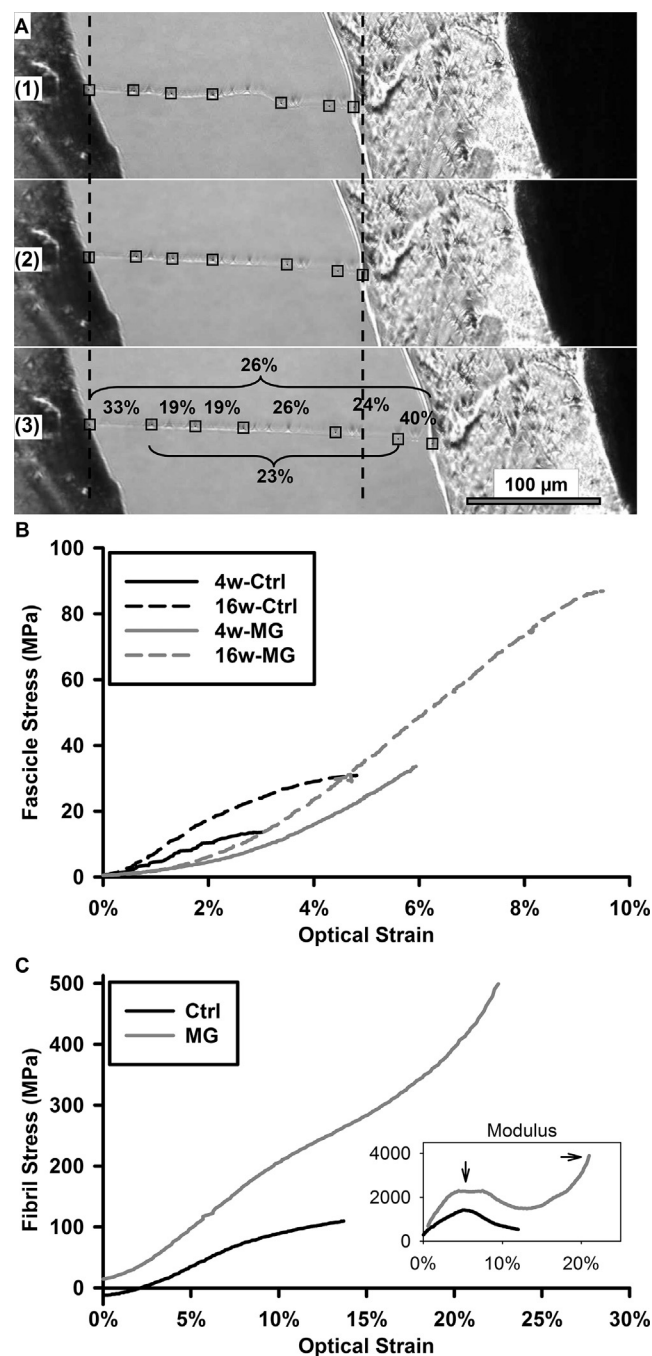 A
(1)
(2)
(3)
26%
33% 19% 19% 26% 24% 40%
23%
100 µm
B
100
80
60
40
20
0
Fascicle Stress (MPa)
4w-Ctrl
16w-Ctrl
4w-MG
16w-MG
0% 2% 4% 6% 8% 10%
Optical Strain
C
500
400
300
200
100
0
Fibril Stress (MPa)
Ctrl
MG
Modulus
4000
2000
0
0% 10% 20%
0% 5% 10% 15% 20% 25% 30%
Optical Strain